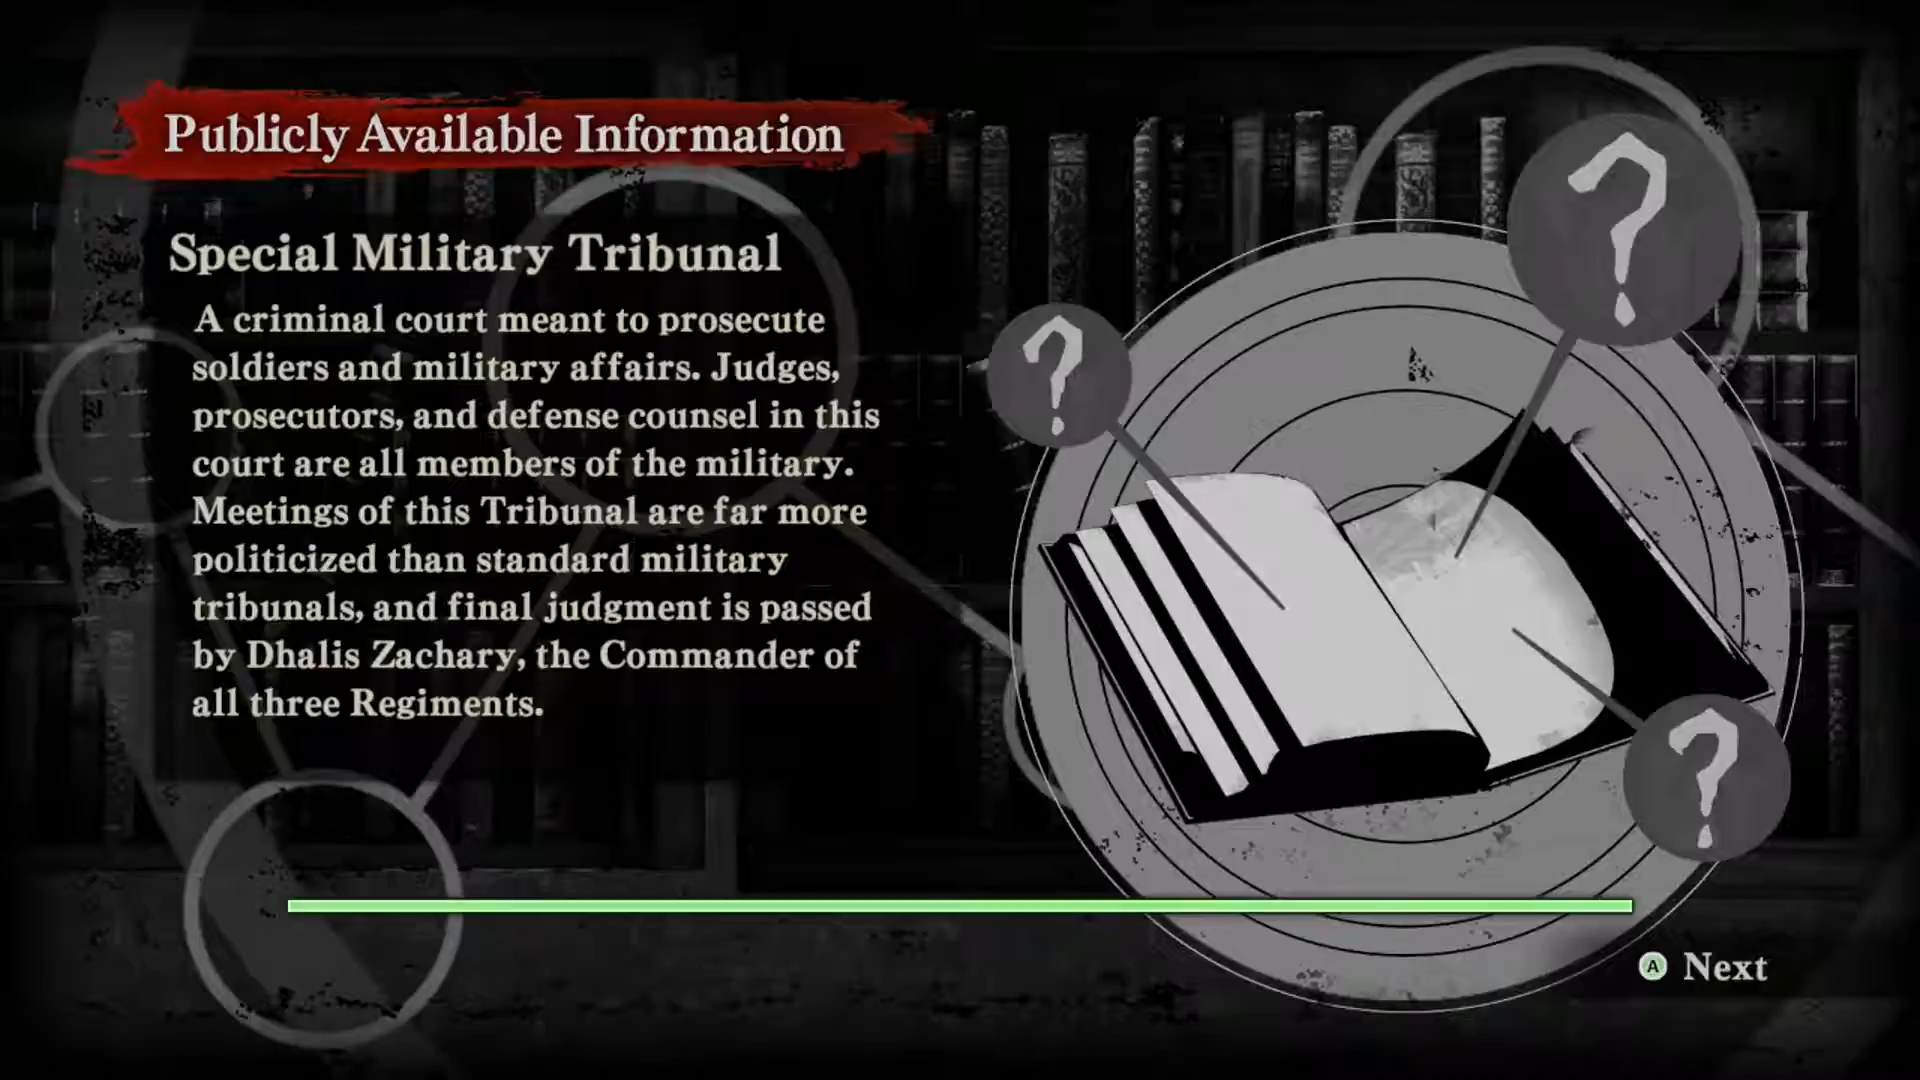 Publicly Available Information
Special Military Tribunal
A criminal court meant to prosecute
soldiers and military affairs. Judges,
prosecutors, and defense counsel in this
court are all members of the military.
Meetings of this Tribunal are far more
politicized than standard military
tribunals, and final judgment is passed
by Dhalis Zachary, the Commander of
all three Regiments.
?
?
?
A Next